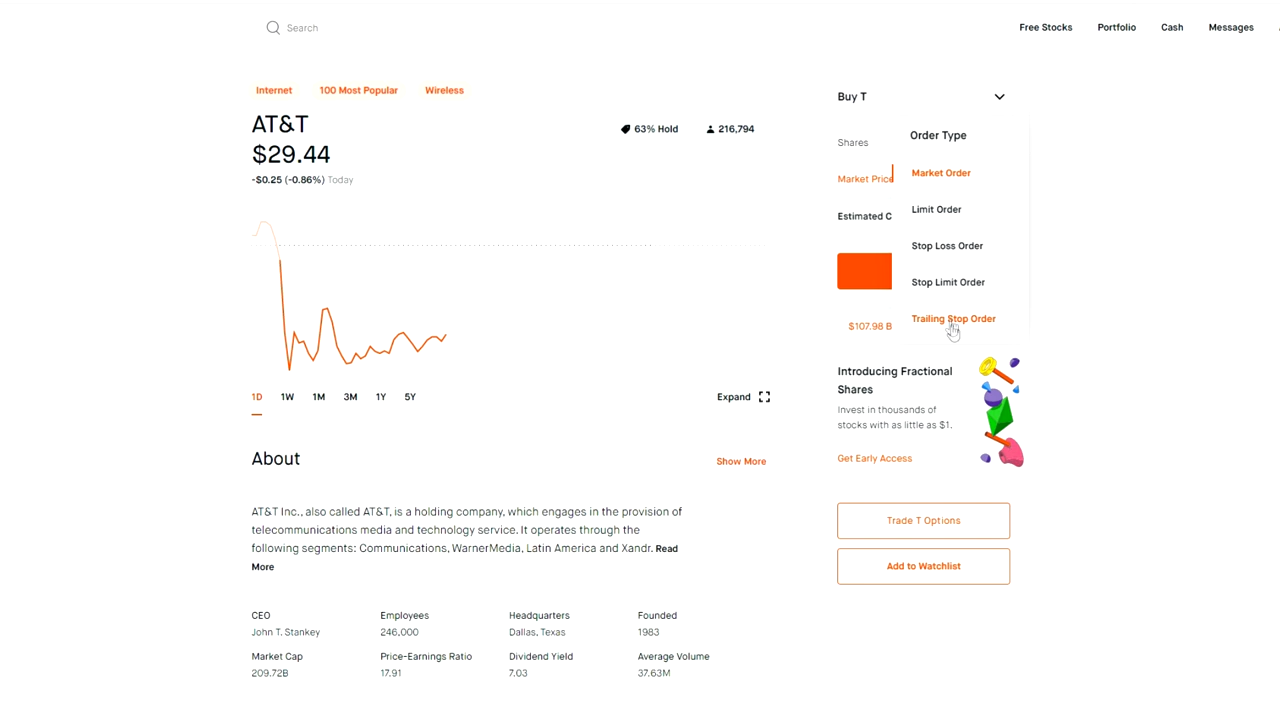 Search
Free Stocks
Portfolio
Cash
Messages
Internet
100 Most Popular
Wireless
AT&T
$29.44
-$0.25 (-0.86%) Today
63% Hold
216,794
1D
1W
1M
3M
1Y
5Y
Expand
About
Show More
AT&T Inc., also called AT&T, is a holding company, which engages in the provision of
telecommunications media and technology service. It operates through the
following segments: Communications, WarnerMedia, Latin America and Xandr. Read
More
CEO
John T. Stankey
Employees
246,000
Headquarters
Dallas, Texas
Founded
1983
Market Cap
209.72B
Price-Earnings Ratio
17.91
Dividend Yield
7.03
Average Volume
37.63M
Buy T
Shares
Market Price
Estimated C
$107.98 B
Order Type
Market Order
Limit Order
Stop Loss Order
Stop Limit Order
Trailing Stop Order
Introducing Fractional
Shares
Invest in thousands of
stocks with as little as $1.
Get Early Access
Trade T Options
Add to Watchlist